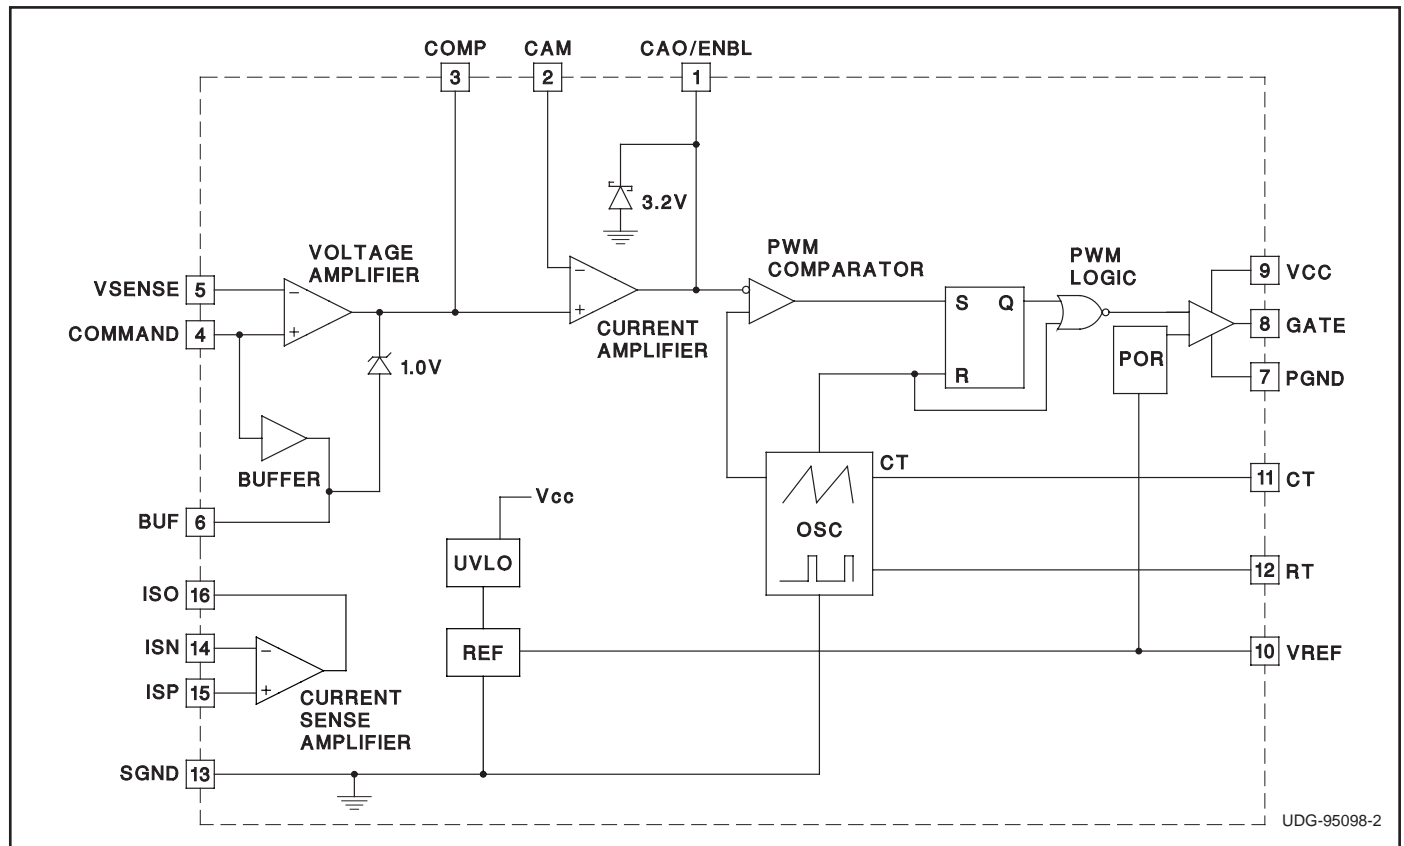 COMP CAM CAO/ENBL
3 2 1
3.2V
VOLTAGE
AMPLIFIER
VSENSE 5
−
COMMAND 4
+
1.0V
BUFFER
BUF 6
−
+
CURRENT
AMPLIFIER
PWM
COMPARATOR
S Q
R
PWM
LOGIC
POR
9 VCC
8 GATE
7 PGND
CT
OSC
11 CT
12 RT
10 VREF
Vcc
UVLO
REF
ISO 16
ISN 14
−
ISP 15
+
CURRENT
SENSE
AMPLIFIER
SGND 13
UDG-95098-2